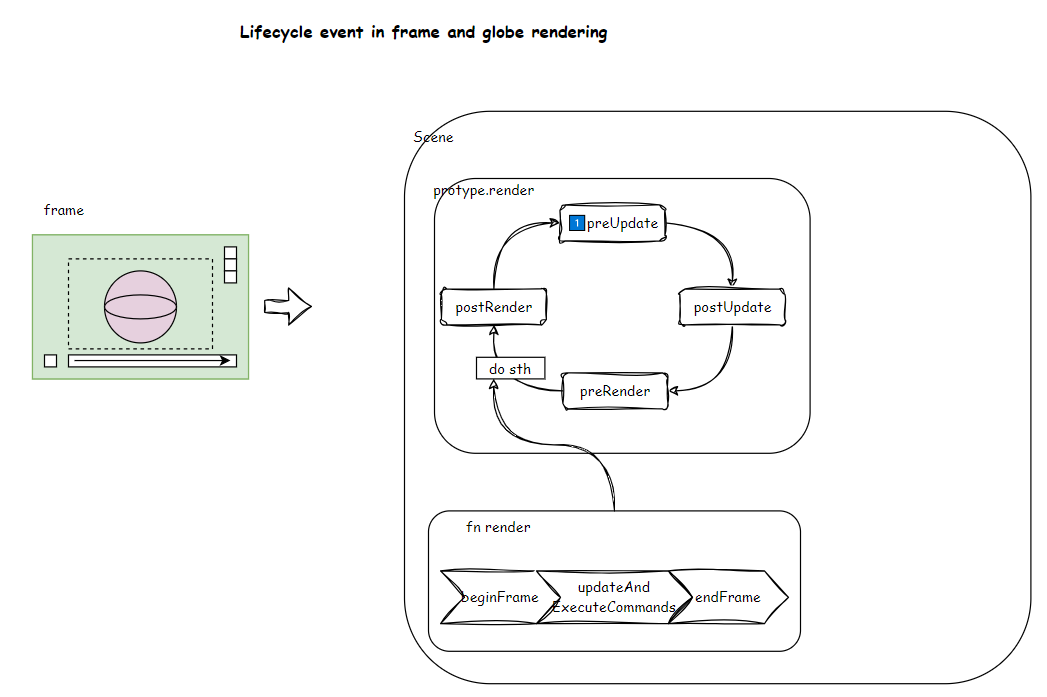 Lifecycle event in frame and globe rendering
Scene
protype.render
frame
1 preUpdate
postRender
postUpdate
do sth
preRender
fn render
beginFrame
updateAnd
ExecuteCommands
endFrame